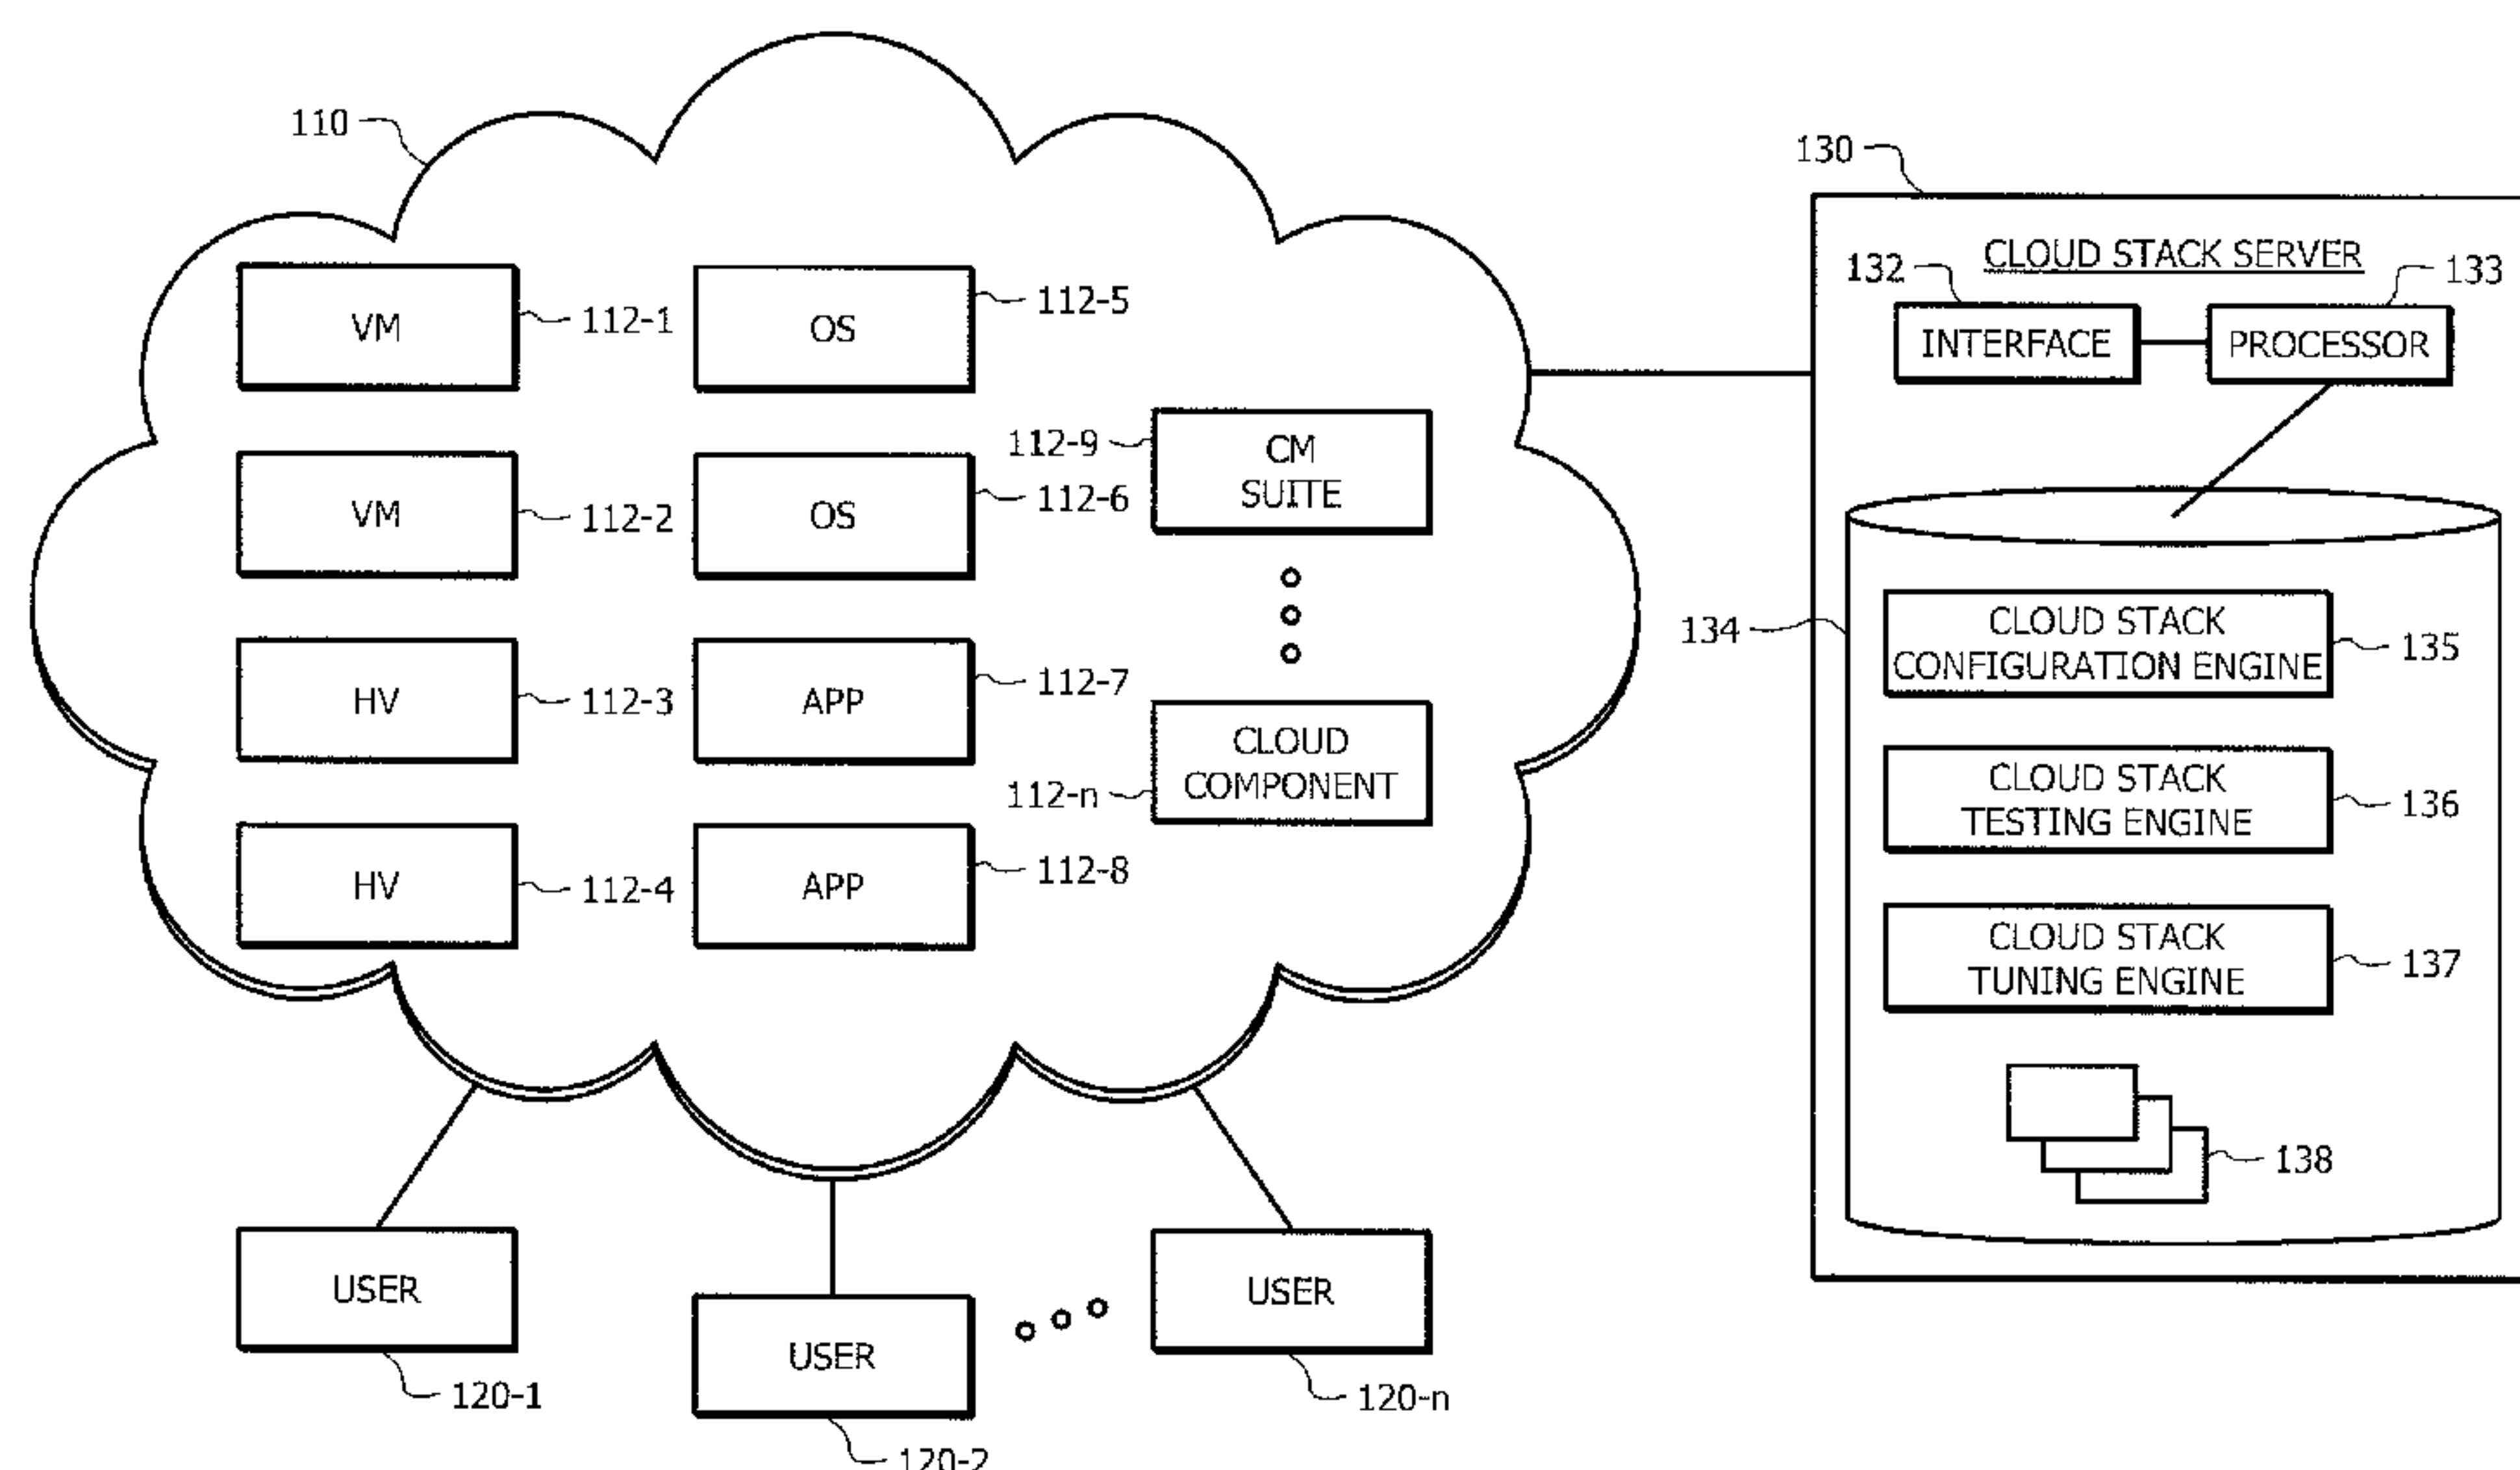 110
130
CLOUD STACK SERVER
132
133
VM
112-1
OS
112-5
INTERFACE
PROCESSOR
VM
112-2
OS
112-6
112-9
CM
SUITE
HV
112-3
APP
112-7
CLOUD
COMPONENT
112-n
HV
112-4
APP
112-8
134
CLOUD STACK
CONFIGURATION ENGINE
135
CLOUD STACK
TESTING ENGINE
136
CLOUD STACK
TUNING ENGINE
137
138
USER
120-1
USER
120-2
USER
120-n